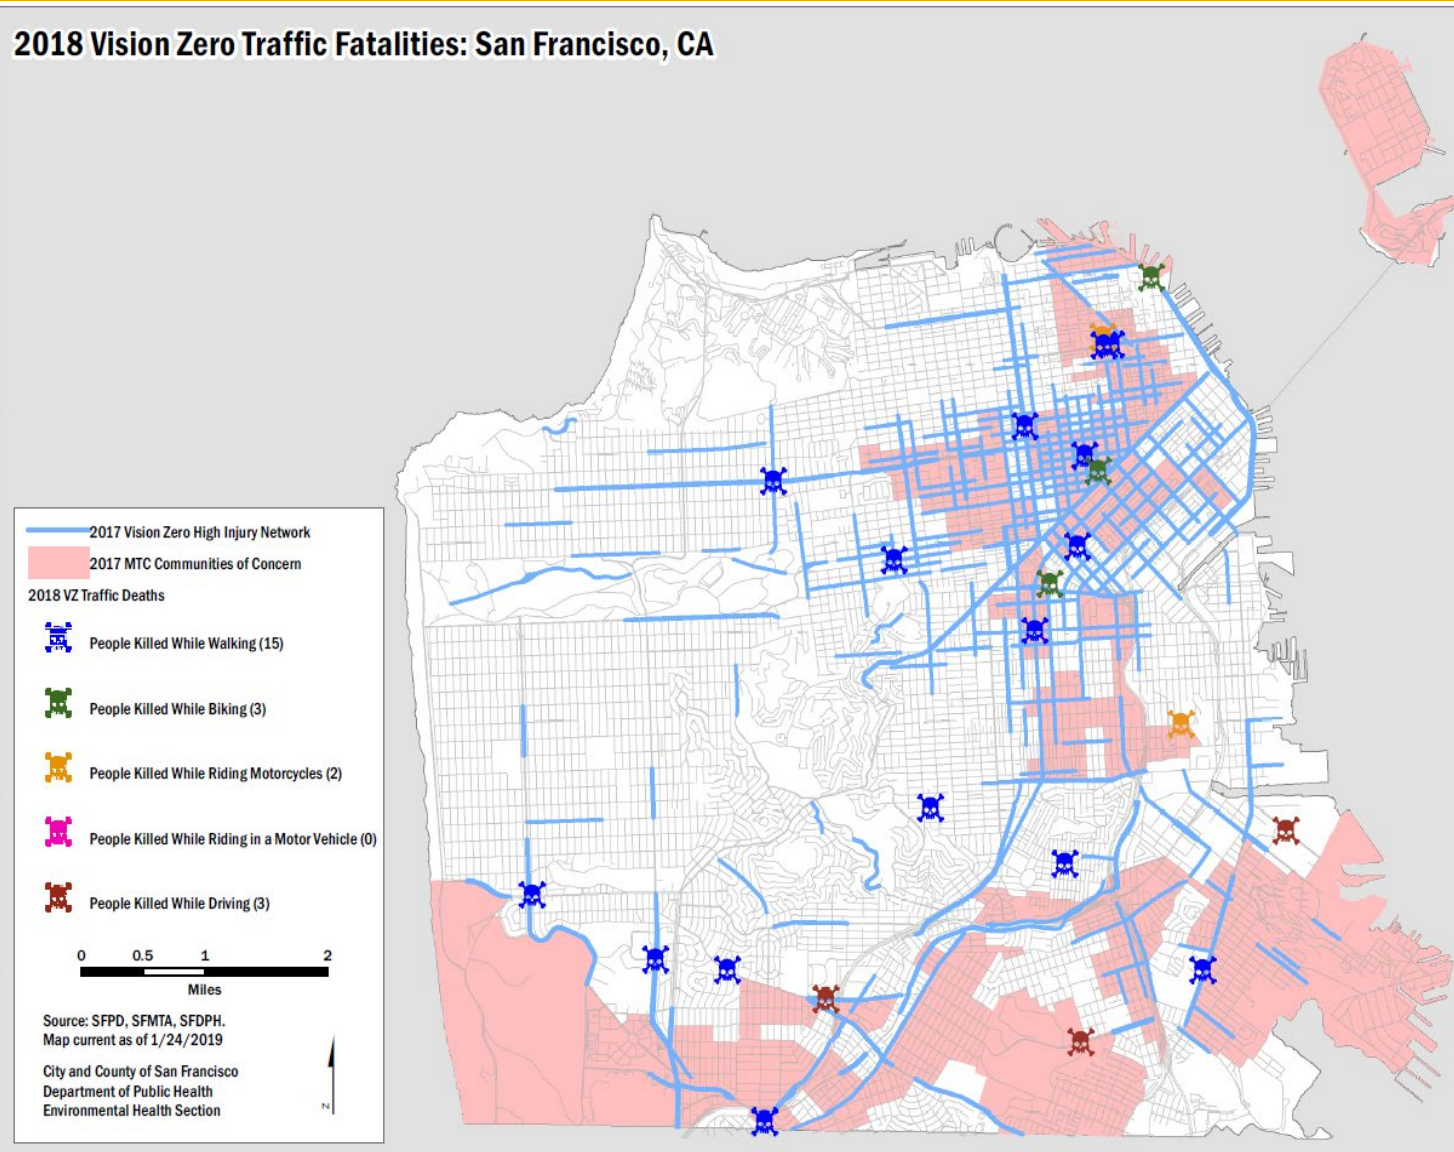 2018 Vision Zero Traffic Fatalities: San Francisco, CA
2017 Vision Zero High Injury Network
2017 MTC Communities of Concern
2018 VZ Traffic Deaths
People Killed While Walking (15)
People Killed While Biking (3)
People Killed While Riding Motorcycles (2)
People Killed While Riding in a Motor Vehicle (0)
People Killed While Driving (3)
0 0.5 1 2
Miles
Source: SFPD, SFMTA, SFDPH.
Map current as of 1/24/2019
City and County of San Francisco
Department of Public Health
Environmental Health Section
N